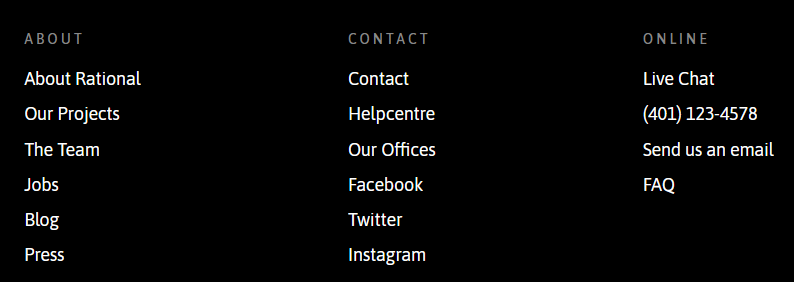 ABOUT
About Rational
Our Projects
The Team
Jobs
Blog
Press
CONTACT
Contact
Helpcentre
Our Offices
Facebook
Twitter
Instagram
ONLINE
Live Chat
(401) 123-4578
Send us an email
FAQ